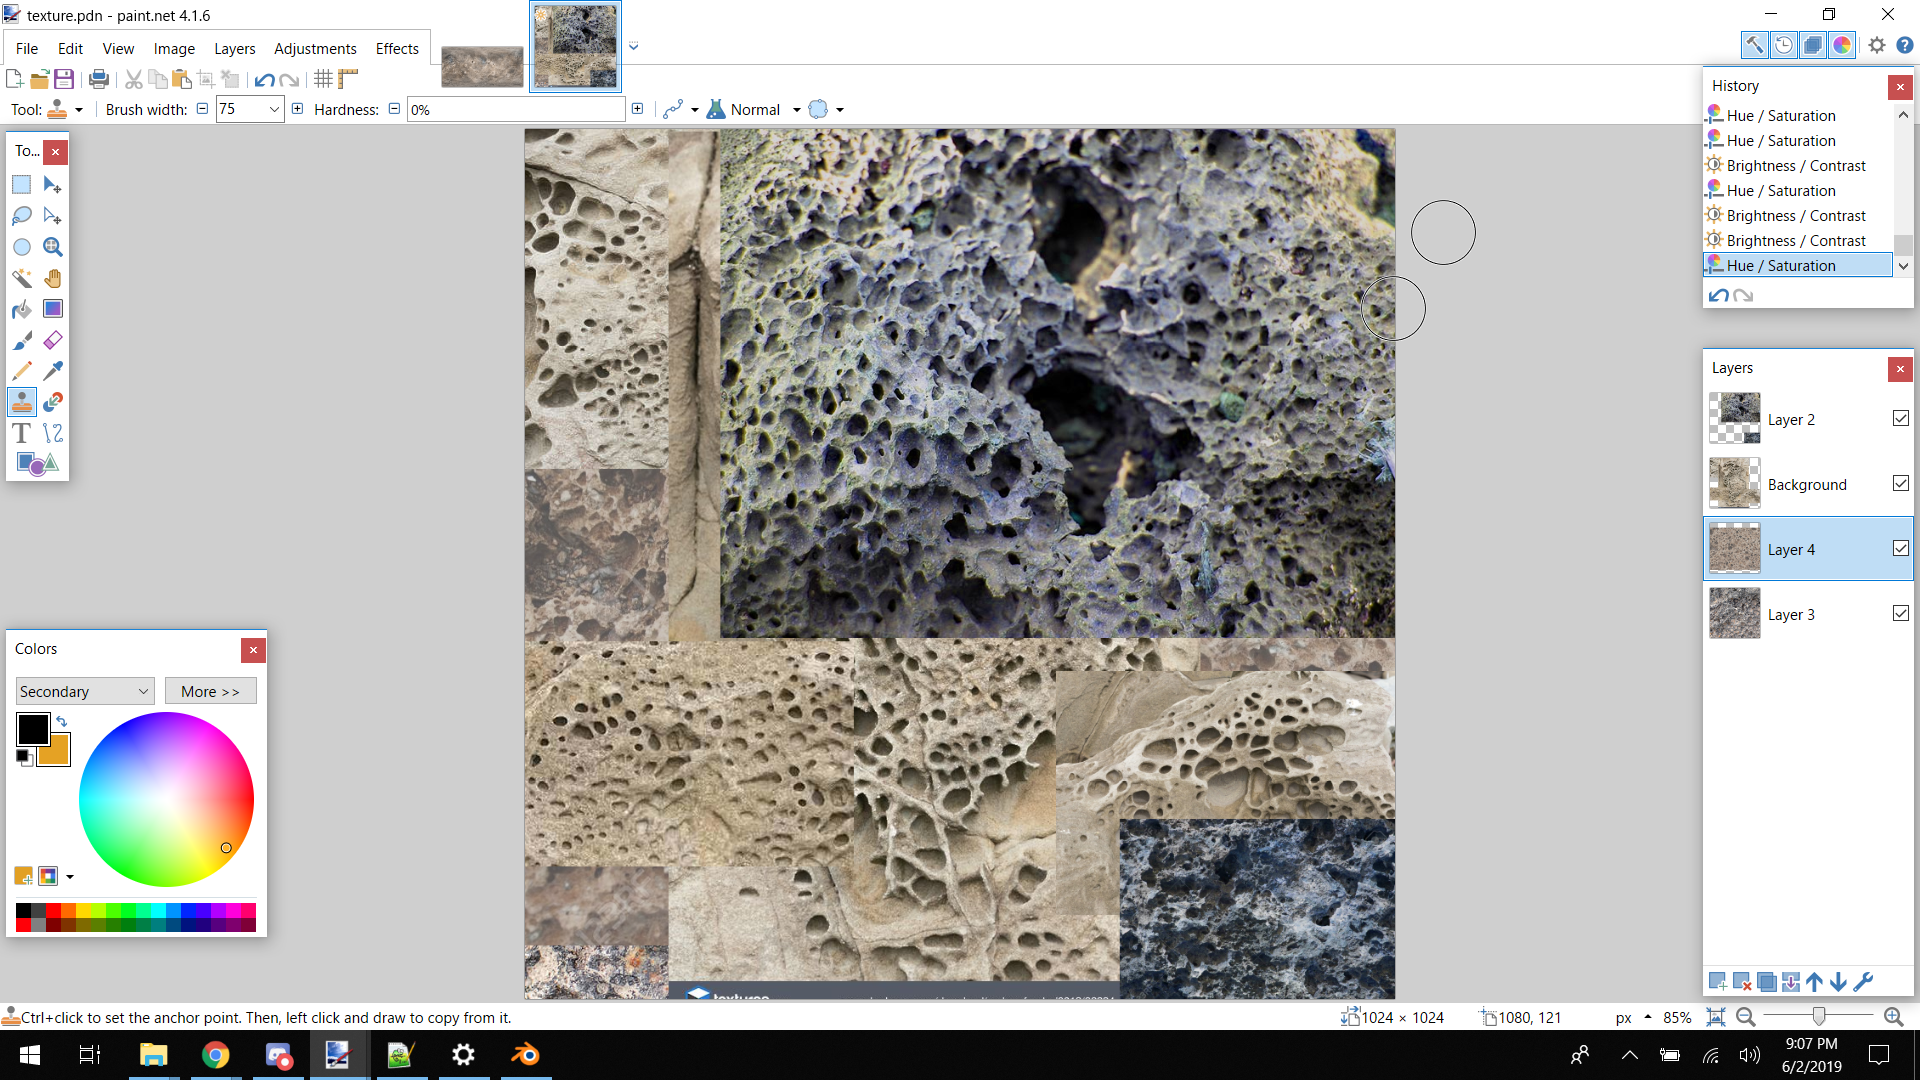 texture.pdn - paint.net 4.1.6
File Edit View Image Layers Adjustments Effects
Tool: Brush width: 75 Hardness: 0% Normal
To...
History
Hue / Saturation
Hue / Saturation
Brightness / Contrast
Hue / Saturation
Brightness / Contrast
Brightness / Contrast
Hue / Saturation
Layers
Layer 2
Background
Layer 4
Layer 3
Colors
Secondary More >>
Ctrl+click to set the anchor point. Then, left click and draw to copy from it.
1024 × 1024 1080, 121 px 85%
9:07 PM
6/2/2019